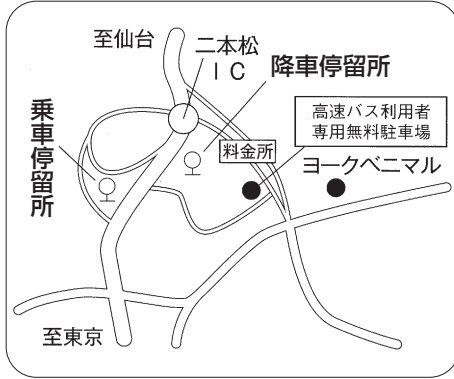 至仙台
二本松
IC
降車停留所
乗車停留所
高速バス利用者
専用無料駐車場
料金所
ヨークベニマル
至東京